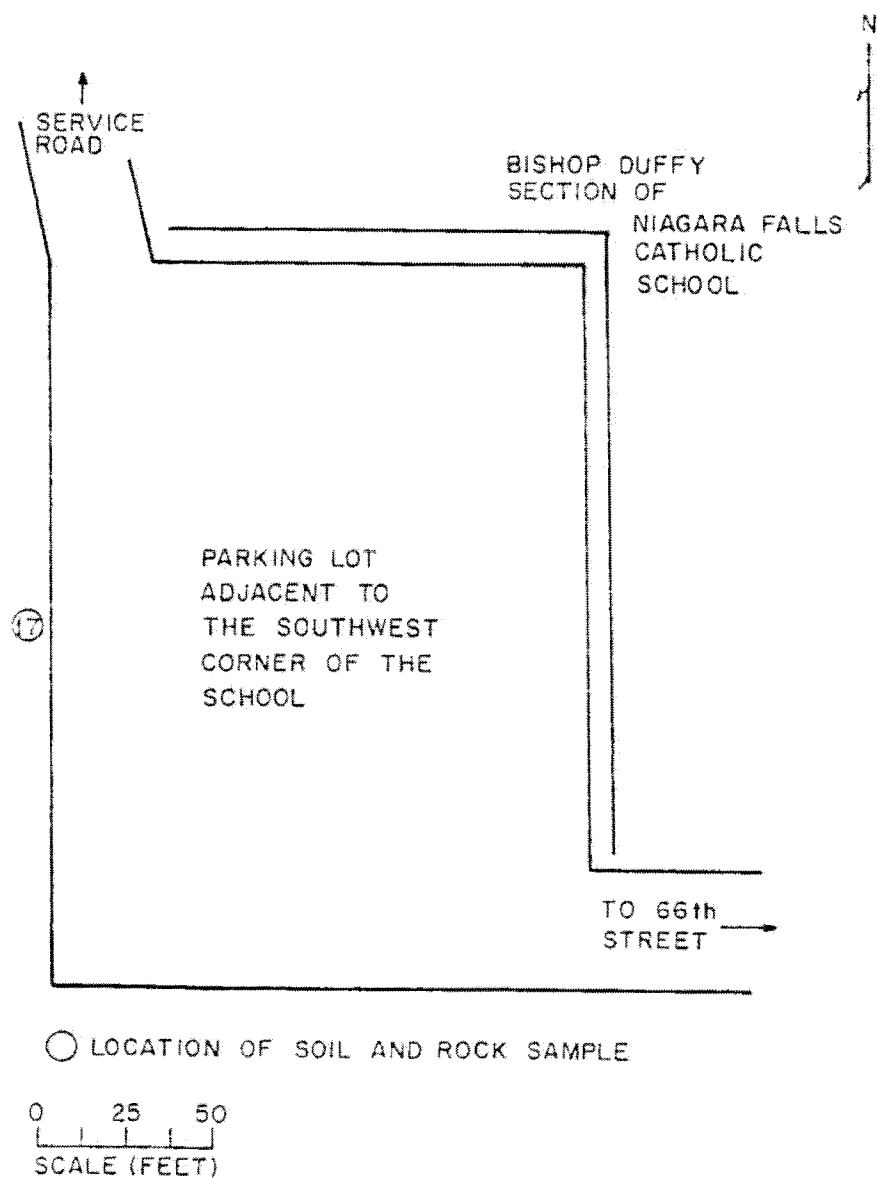 N
SERVICE
ROAD
BISHOP DUFFY
SECTION OF
NIAGARA FALLS
CATHOLIC
SCHOOL
PARKING LOT
ADJACENT TO
THE SOUTHWEST
CORNER OF THE
SCHOOL
17
TO 66th
STREET
LOCATION OF SOIL AND ROCK SAMPLE
0 25 50
SCALE (FEET)